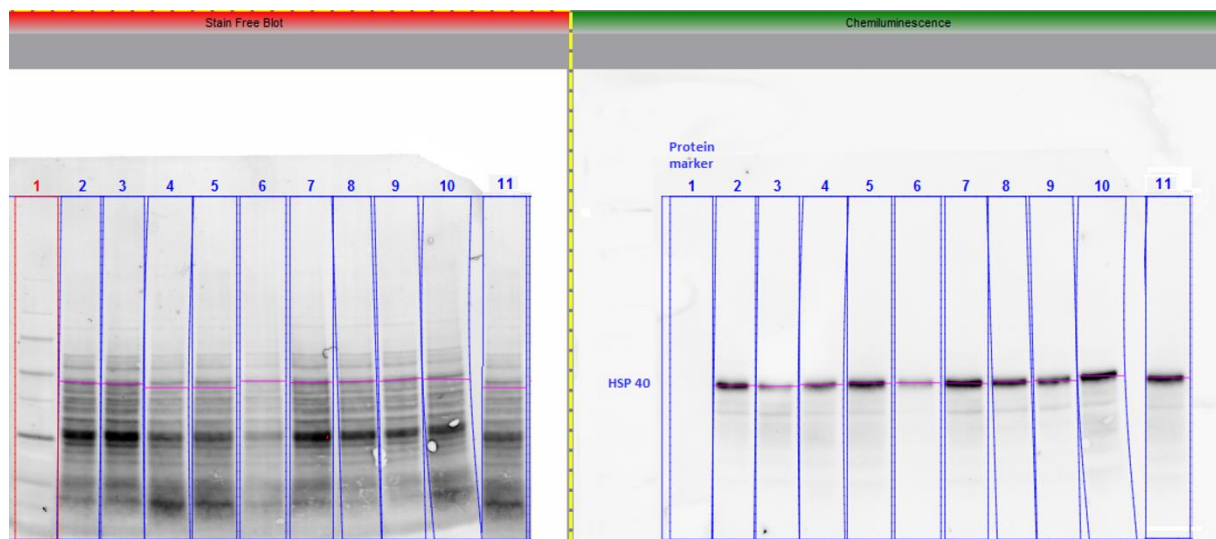 Stain Free Blot
Chemiluminescence
Protein
marker
1 2 3 4 5 6 7 8 9 10 11
1 2 3 4 5 6 7 8 9 10 11
HSP 40